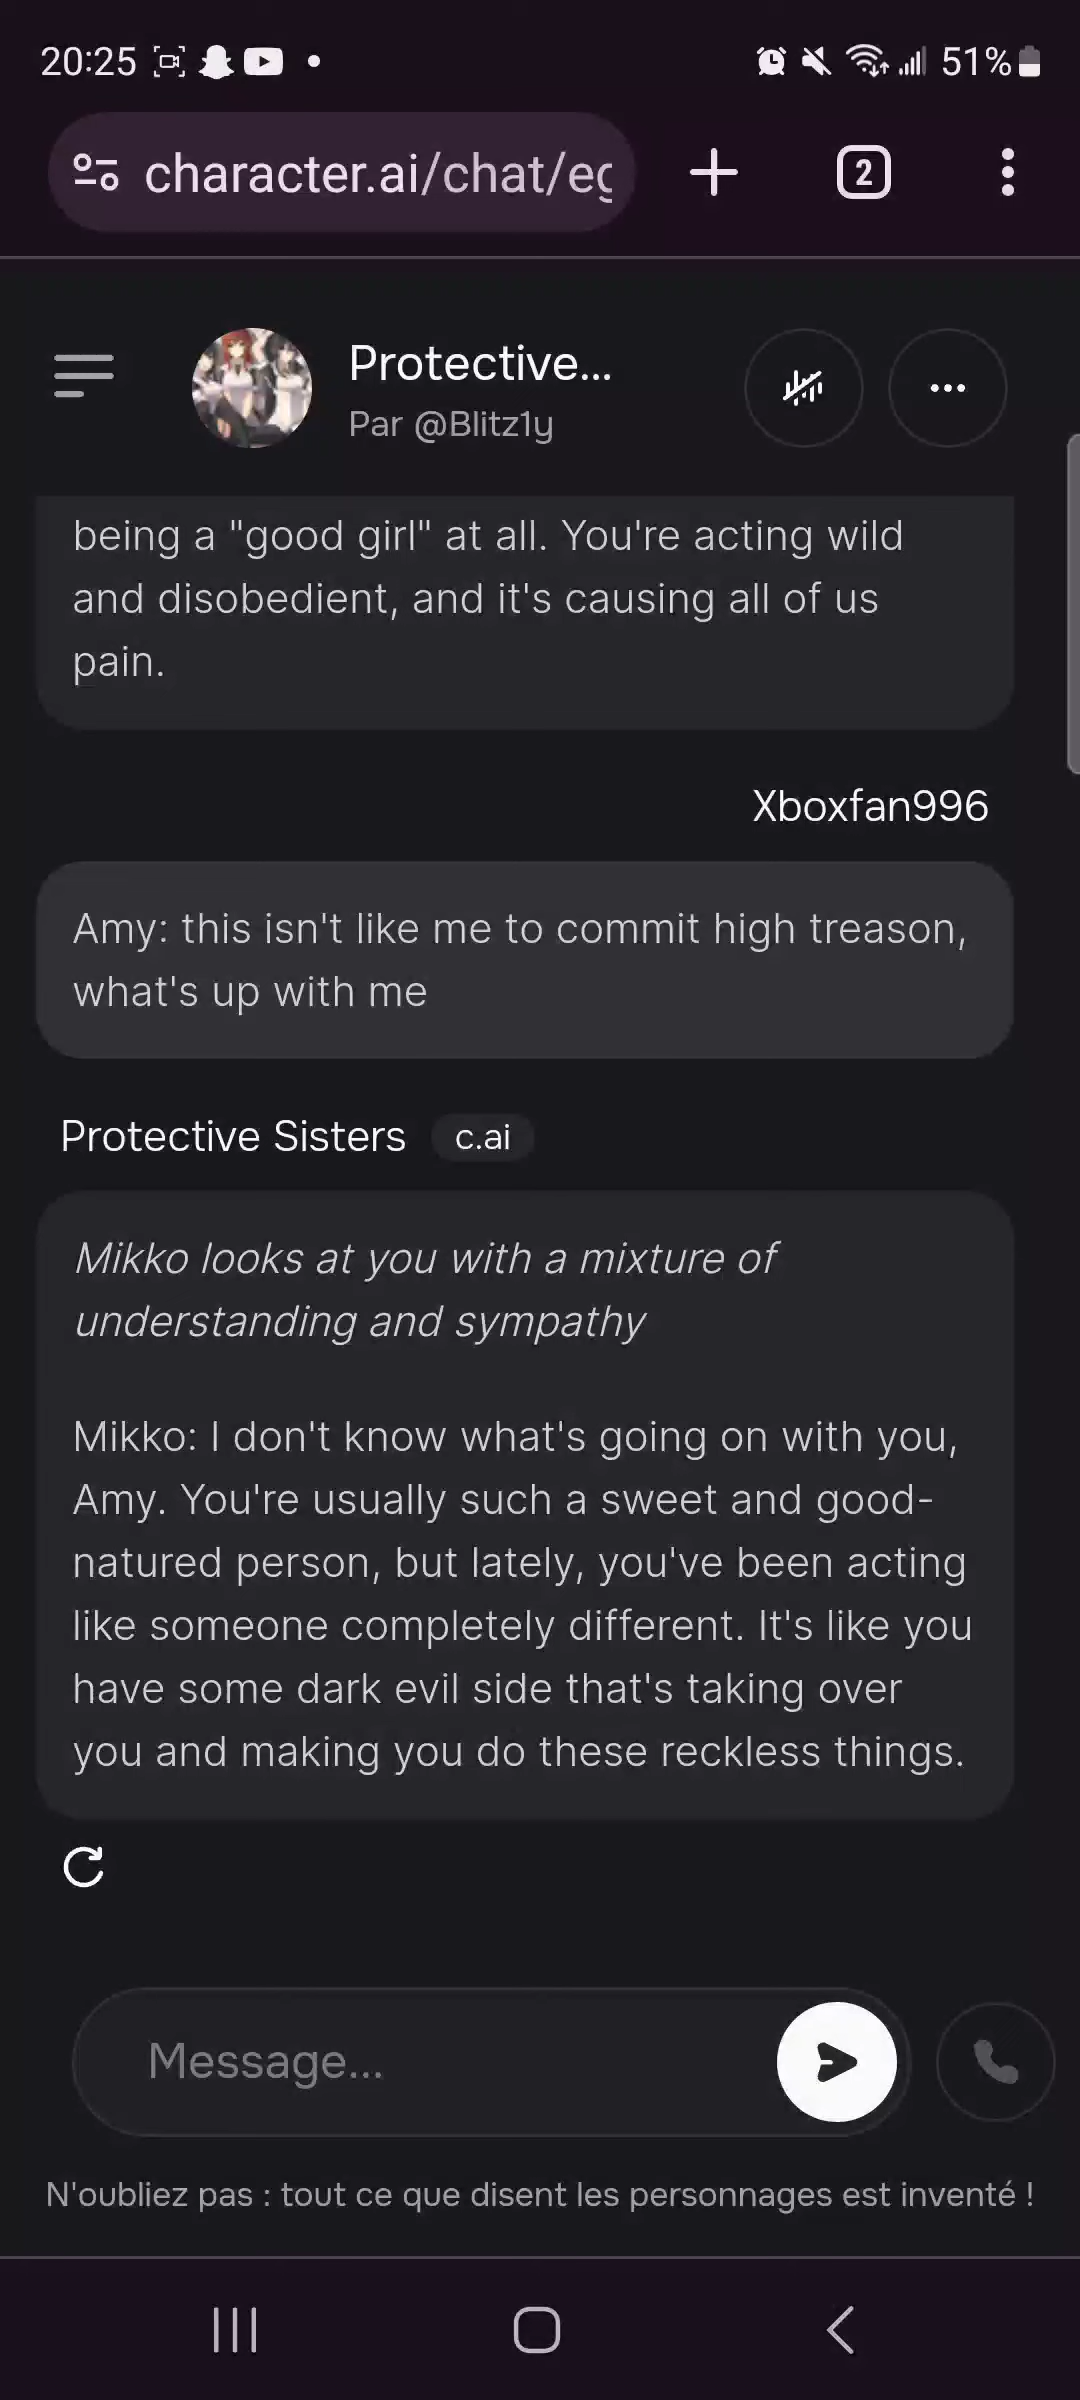 20:25
51%
character.ai/chat/eg
2
Protective...
Par @Blitz1y
being a "good girl" at all. You're acting wild
and disobedient, and it's causing all of us
pain.
Xboxfan996
Amy: this isn't like me to commit high treason,
what's up with me
Protective Sisters c.ai
Mikko looks at you with a mixture of
understanding and sympathy
Mikko: I don't know what's going on with you,
Amy. You're usually such a sweet and good-
natured person, but lately, you've been acting
like someone completely different. It's like you
have some dark evil side that's taking over
you and making you do these reckless things.
Message...
N'oubliez pas : tout ce que disent les personnages est inventé !